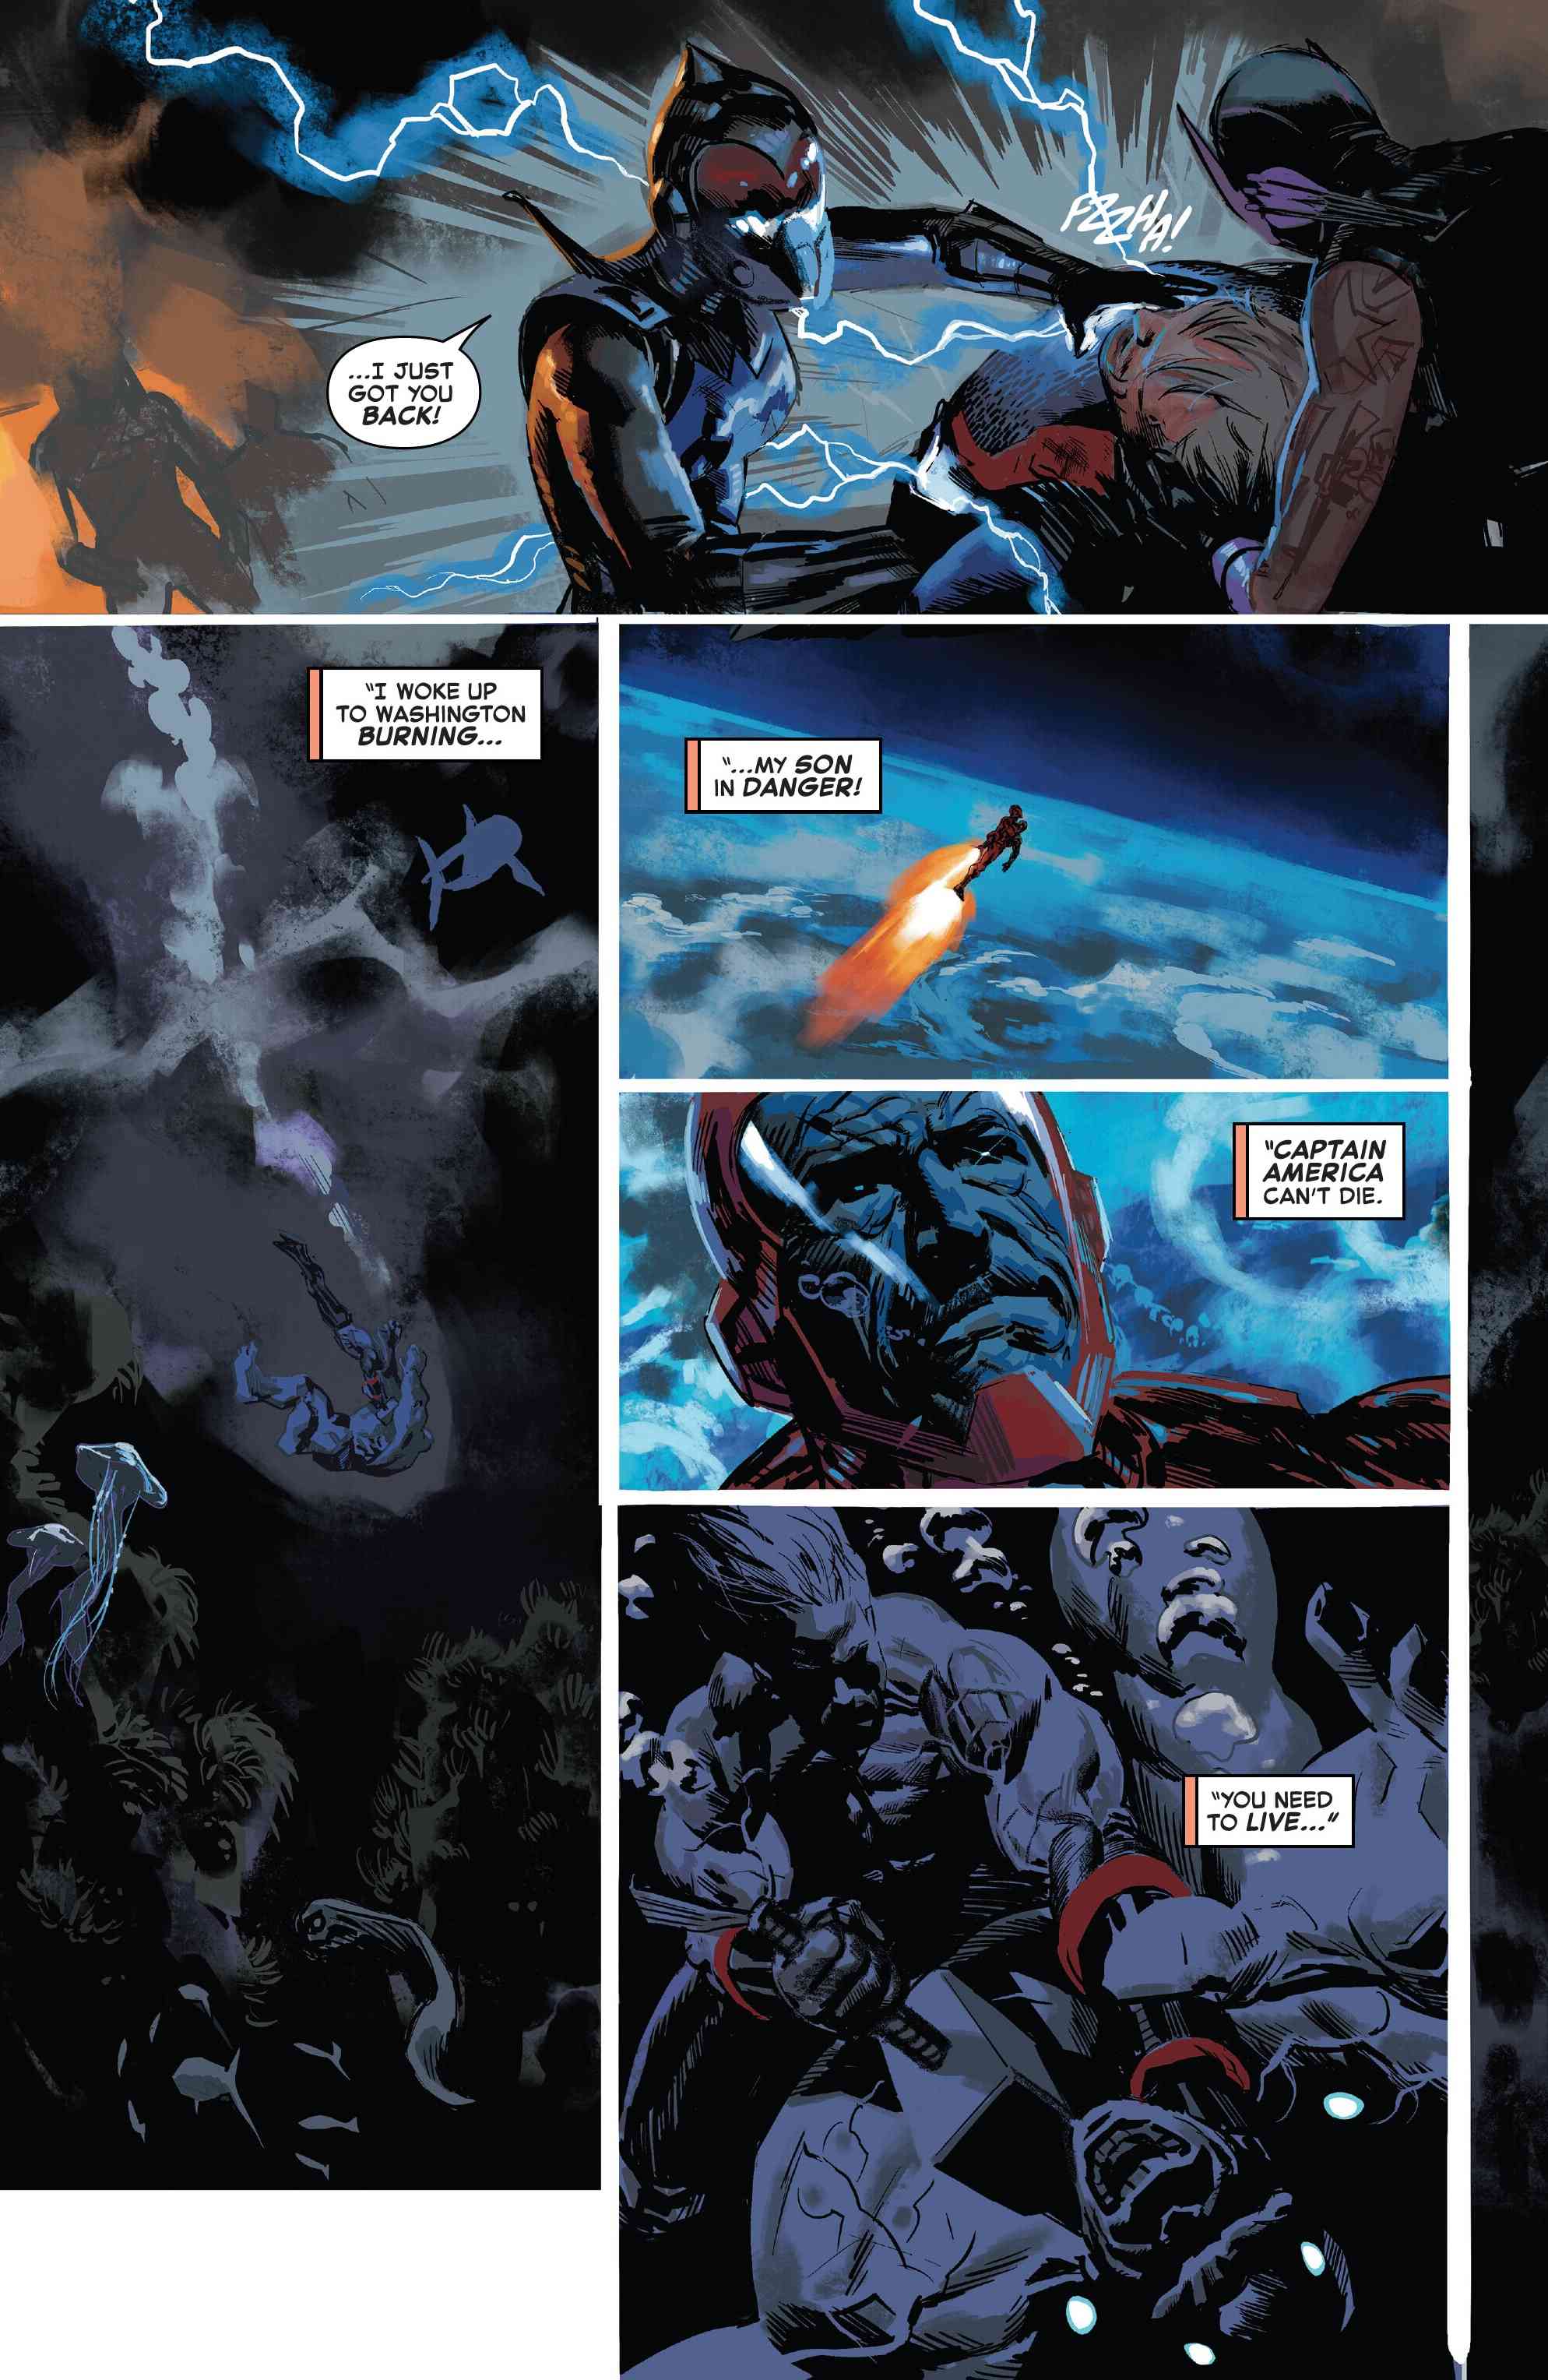 FZZHA!
...I JUST
GOT YOU
BACK!
"I WOKE UP
TO WASHINGTON
BURNING...
"...MY SON
IN DANGER!
"CAPTAIN
AMERICA
CAN'T DIE.
"YOU NEED
TO LIVE..."